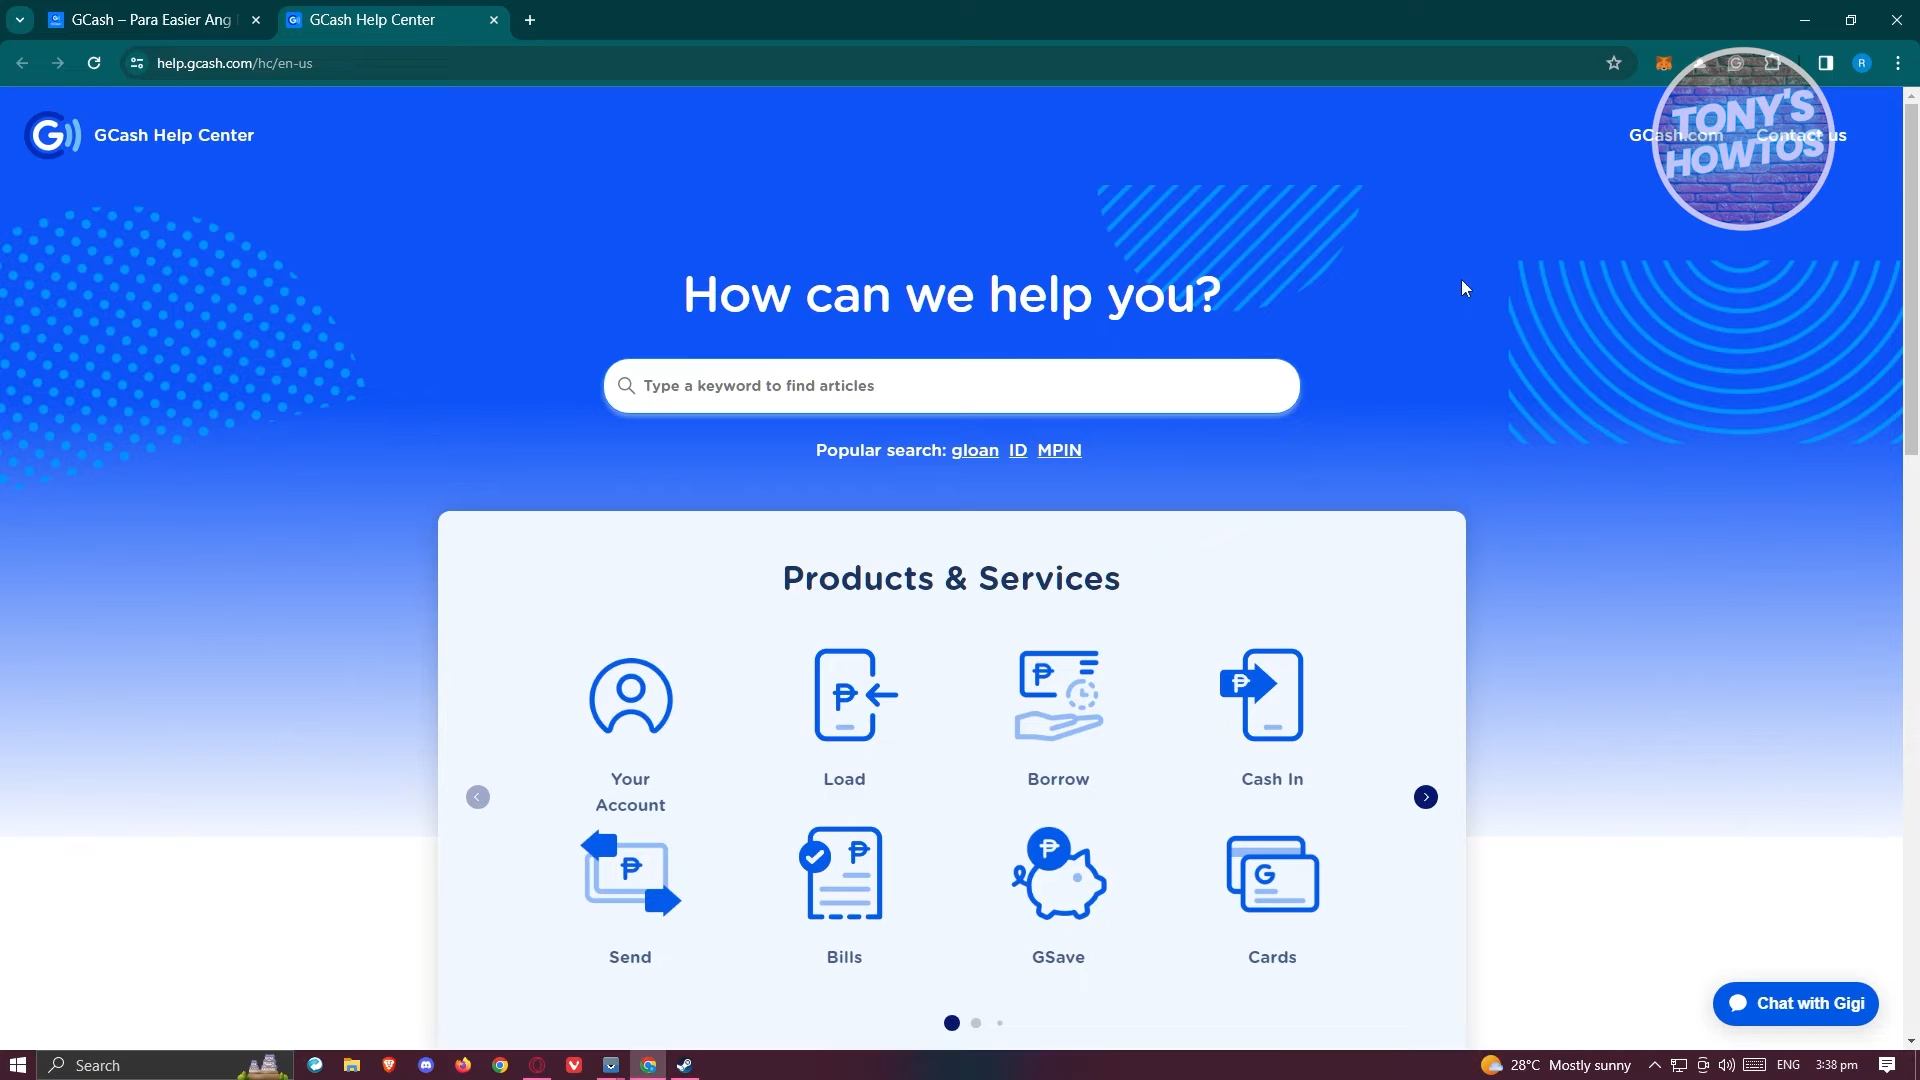 GCash – Para Easier Ang
GCash Help Center
help.gcash.com/hc/en-us
R
GCash Help Center
GCash.com
Contact us
TONY'S
HOWTOS
How can we help you?
Type a keyword to find articles
Popular search: gloan ID MPIN
Products & Services
Your
Account
Load
Borrow
Cash In
Send
Bills
GSave
Cards
Chat with Gigi
Search
28°C Mostly sunny
ENG
3:38 pm